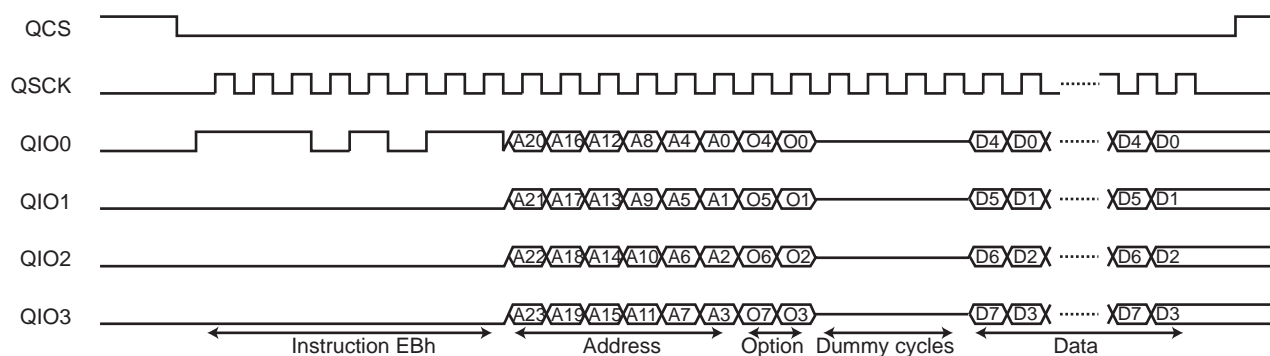 QCS
QSCK
QIO0 A20 A16 A12 A8 A4 A0 O4 O0 D4 D0 D4 D0
QIO1 A21 A17 A13 A9 A5 A1 O5 O1 D5 D1 D5 D1
QIO2 A22 A18 A14 A10 A6 A2 O6 O2 D6 D2 D6 D2
QIO3 A23 A19 A15 A11 A7 A3 O7 O3 D7 D3 D7 D3
Instruction EBh Address Option Dummy cycles Data